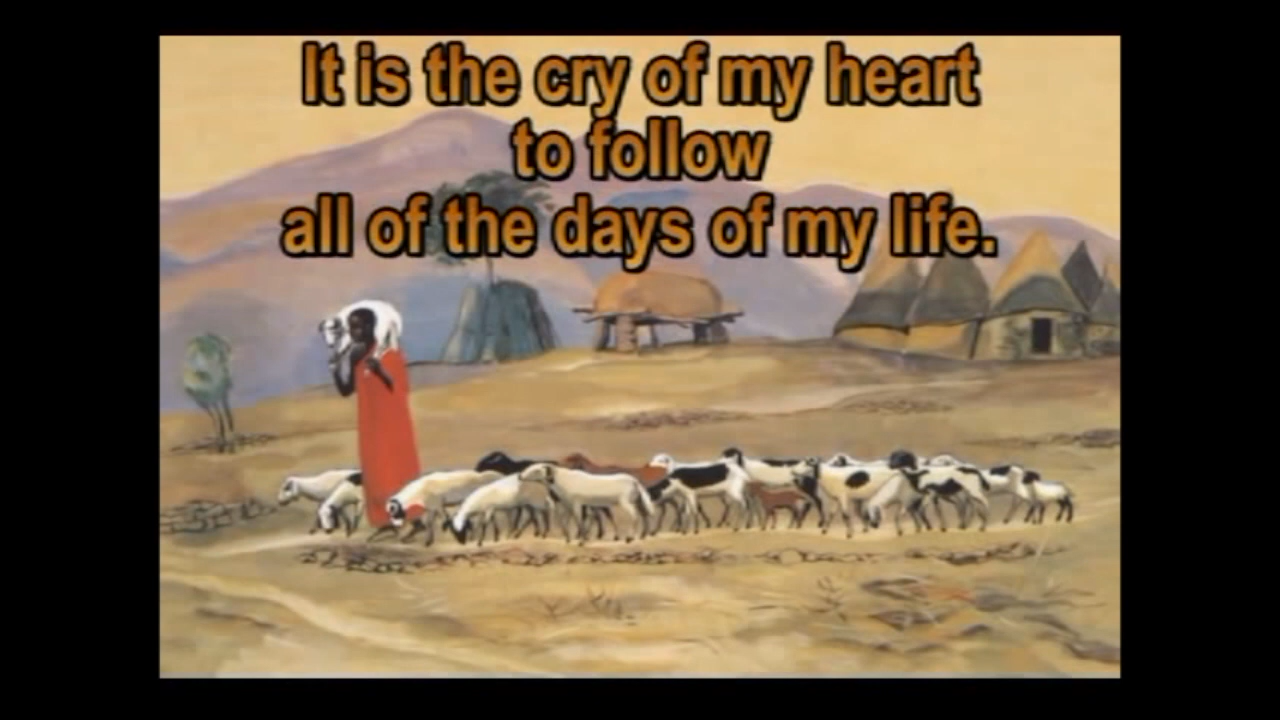 It is the cry of my heart
to follow
all of the days of my life.